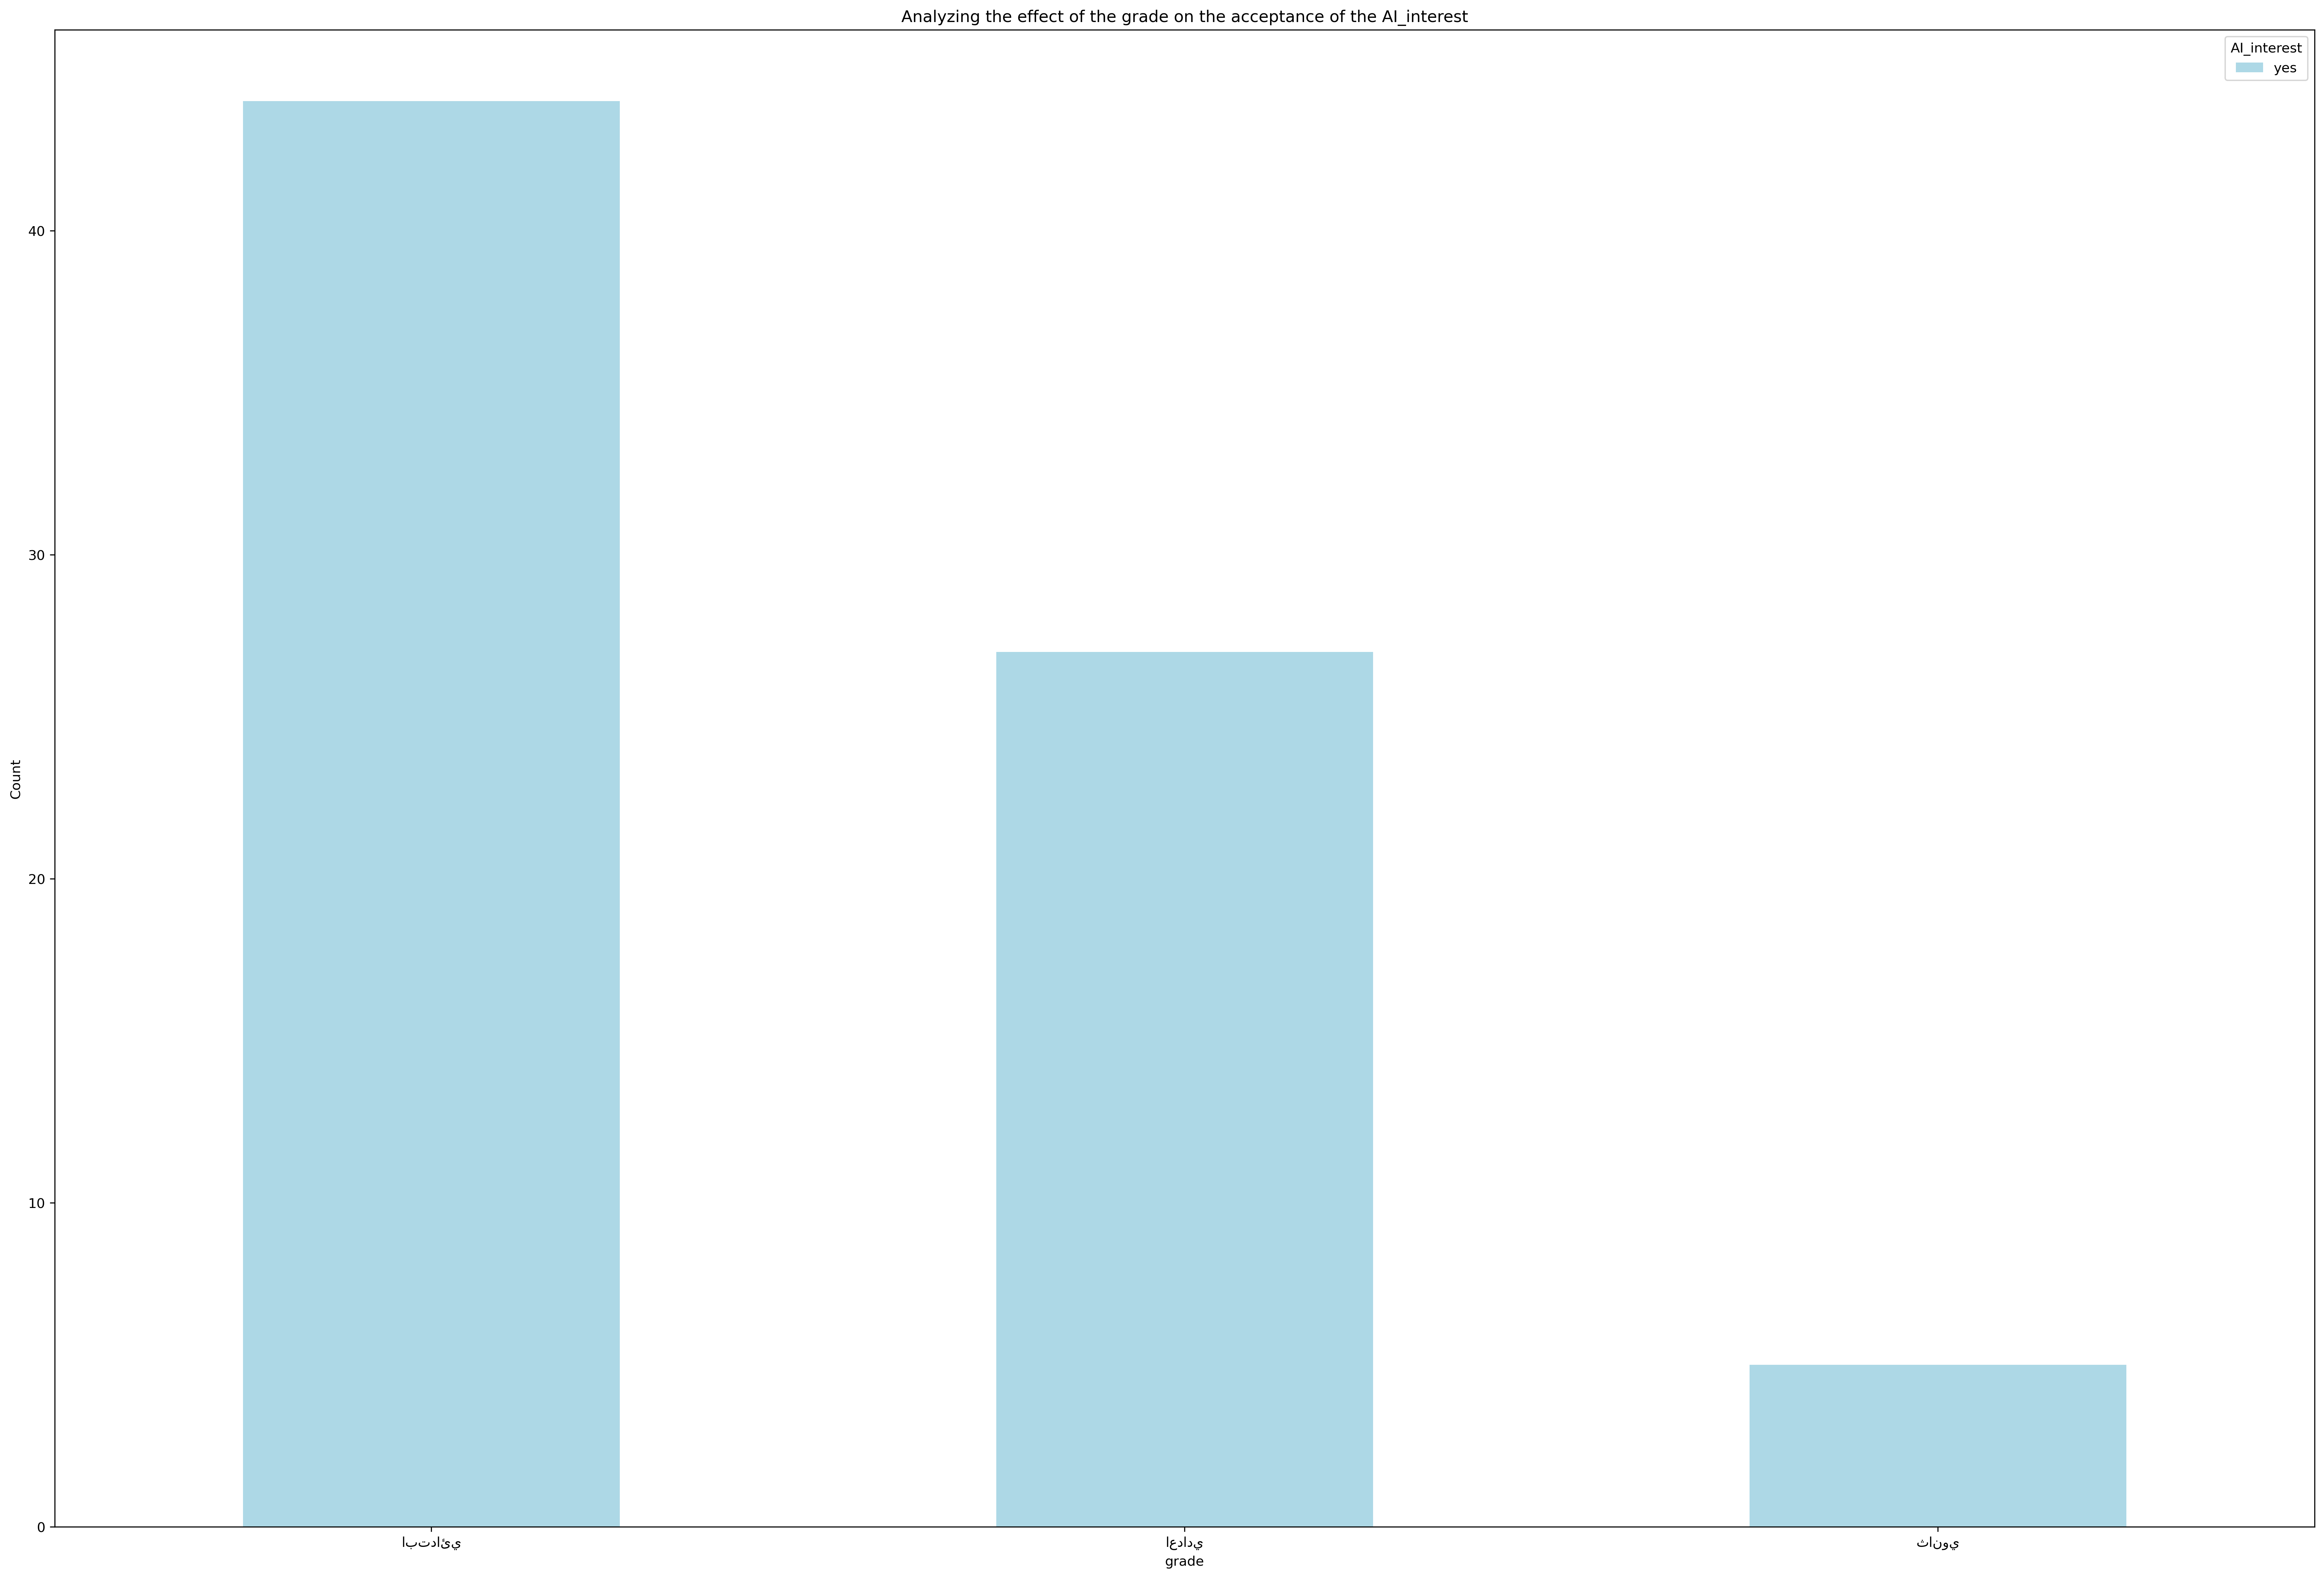 Analyzing the effect of the grade on the acceptance of the AI_interest
AI_interest
yes
40
30
20
10
0
Count
ابتدائي
اعدادي
ثانوي
grade